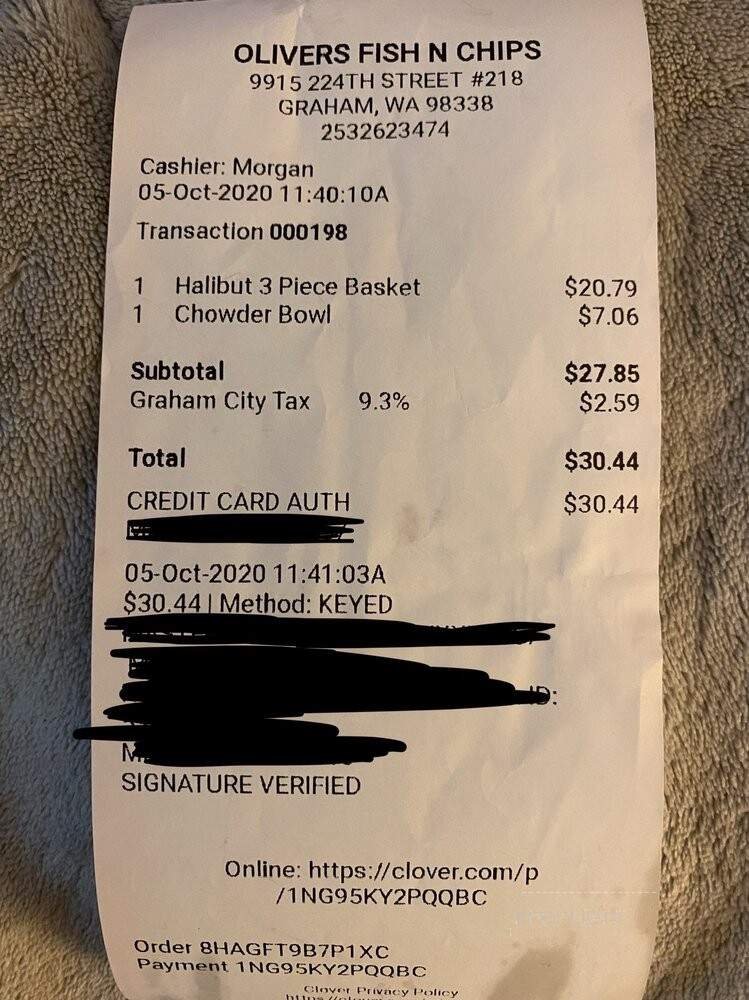 OLIVERS FISH N CHIPS
9915 224TH STREET #218
GRAHAM, WA 98338
2532623474
Cashier: Morgan
05-Oct-2020 11:40:10A
Transaction 000198
1 Halibut 3 Piece Basket $20.79
1 Chowder Bowl $7.06
Subtotal $27.85
Graham City Tax 9.3% $2.59
Total $30.44
CREDIT CARD AUTH $30.44
05-Oct-2020 11:41:03A
$30.44 | Method: KEYED
SIGNATURE VERIFIED
Online: https://clover.com/p
/1NG95KY2PQQBC
Order 8HAGFT9B7P1XC
Payment 1NG95KY2PQQBC
Clover Privacy Policy